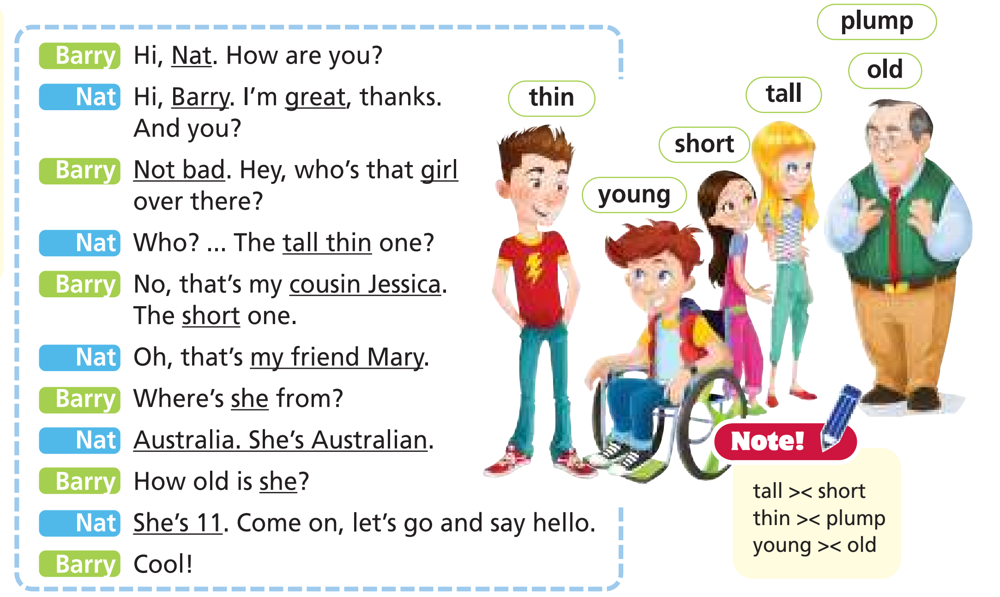 Barry Hi, Nat. How are you?
Nat Hi, Barry. I'm great, thanks.
And you?
Barry Not bad. Hey, who's that girl
over there?
Nat Who? ... The tall thin one?
Barry No, that's my cousin Jessica.
The short one.
Nat Oh, that's my friend Mary.
Barry Where's she from?
Nat Australia. She's Australian.
Barry How old is she?
Nat She's 11. Come on, let's go and say hello.
Barry Cool!
thin
young
short
tall
plump
old
Note!
tall >< short
thin >< plump
young >< old